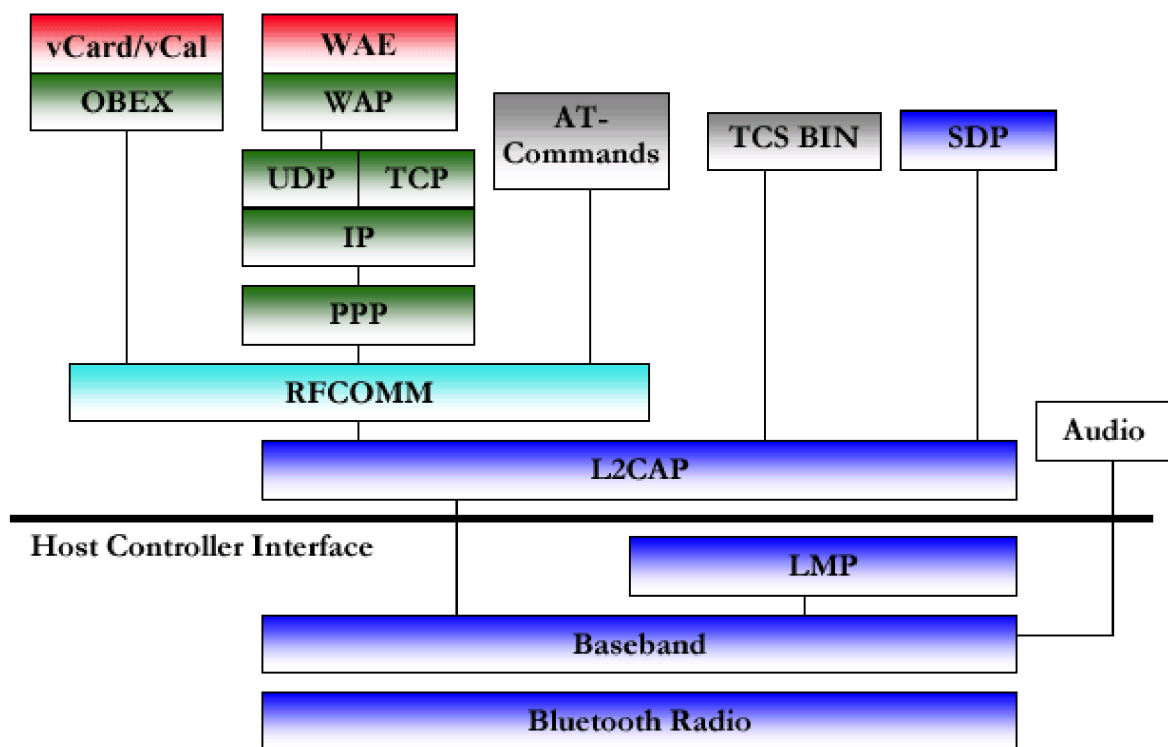 vCard/vCal
WAE
OBEX
WAP
AT-
Commands
TCS BIN
SDP
UDP
TCP
IP
PPP
RFCOMM
Audio
L2CAP
Host Controller Interface
LMP
Baseband
Bluetooth Radio